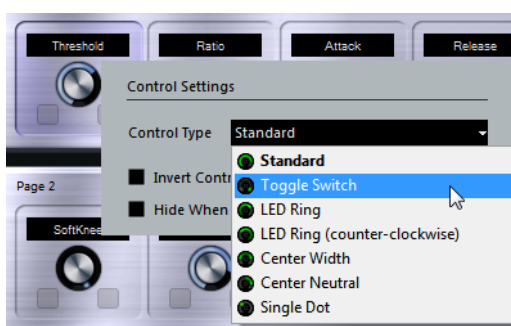 Threshold Ratio Attack Release
Control Settings
Control Type Standard
Standard
Invert Contr
Toggle Switch
Page 2
Hide When
LED Ring
SoftKnee
LED Ring (counter-clockwise)
Center Width
Center Neutral
Single Dot